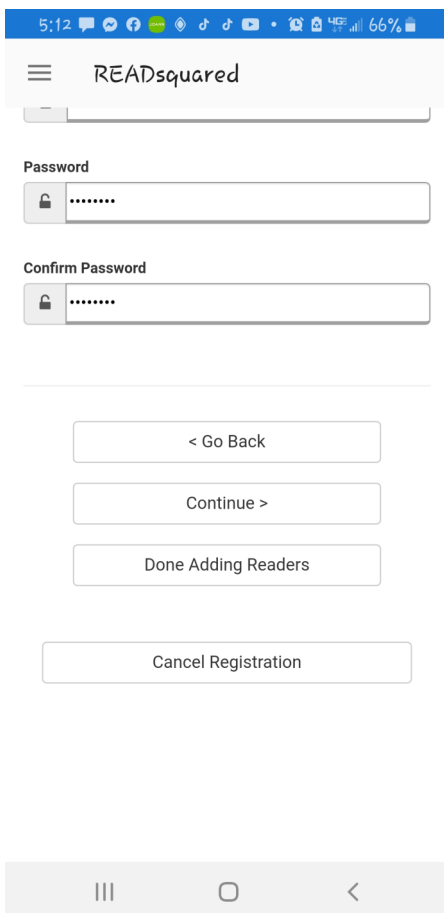 5:12 66%
READsquared
Password
••••••••
Confirm Password
••••••••
< Go Back
Continue >
Done Adding Readers
Cancel Registration